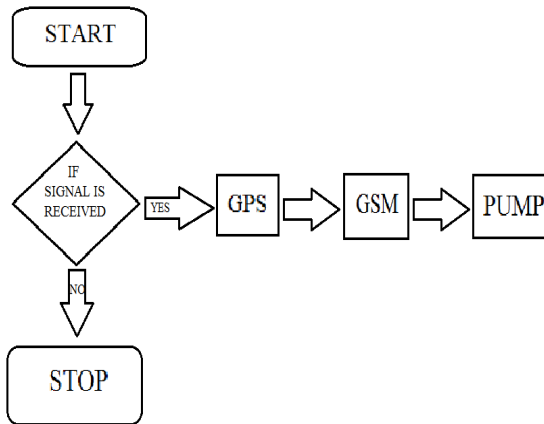 START
IF
SIGNAL IS
RECEIVED
YES
GPS
GSM
PUMP
NO
STOP